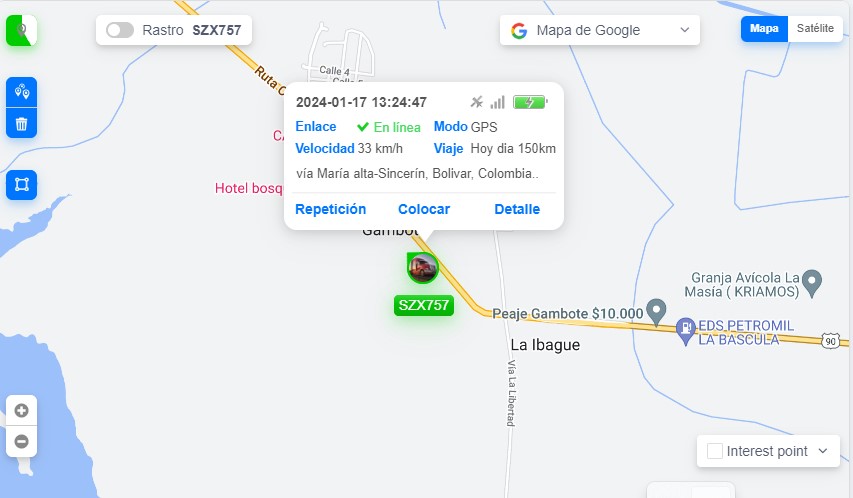 Rastro SZX757
Mapa de Google
Mapa
Satélite
Calle 4
Ruta
2024-01-17 13:24:47
Enlace En línea Modo GPS
Velocidad 33 km/h Viaje Hoy dia 150km
vía María alta-Sincerín, Bolivar, Colombia..
Repetición Colocar Detalle
Hotel bosq
Gambot
SZX757
Granja Avícola La
Masía ( KRIAMOS)
Peaje Gambote $10.000
EDS PETROMIL
LA BASCULA
90
La Ibague
Vía La Libertad
Interest point